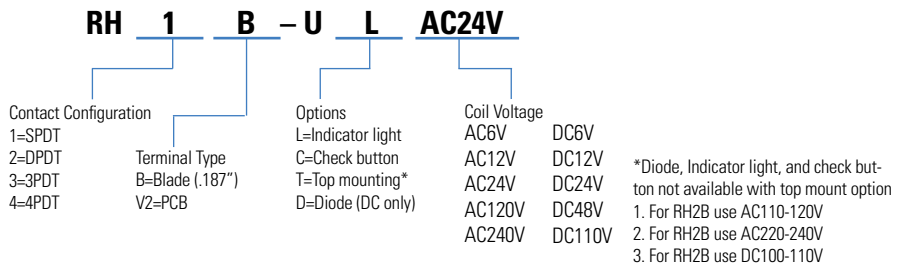 RH 1 B – U L AC24V
Contact Configuration
1=SPDT
2=DPDT
3=3PDT
4=4PDT
Terminal Type
B=Blade (.187")
V2=PCB
Options
L=Indicator light
C=Check button
T=Top mounting*
D=Diode (DC only)
Coil Voltage
AC6V DC6V
AC12V DC12V
AC24V DC24V
AC120V DC48V
AC240V DC110V
*Diode, Indicator light, and check but-
ton not available with top mount option
1. For RH2B use AC110-120V
2. For RH2B use AC220-240V
3. For RH2B use DC100-110V